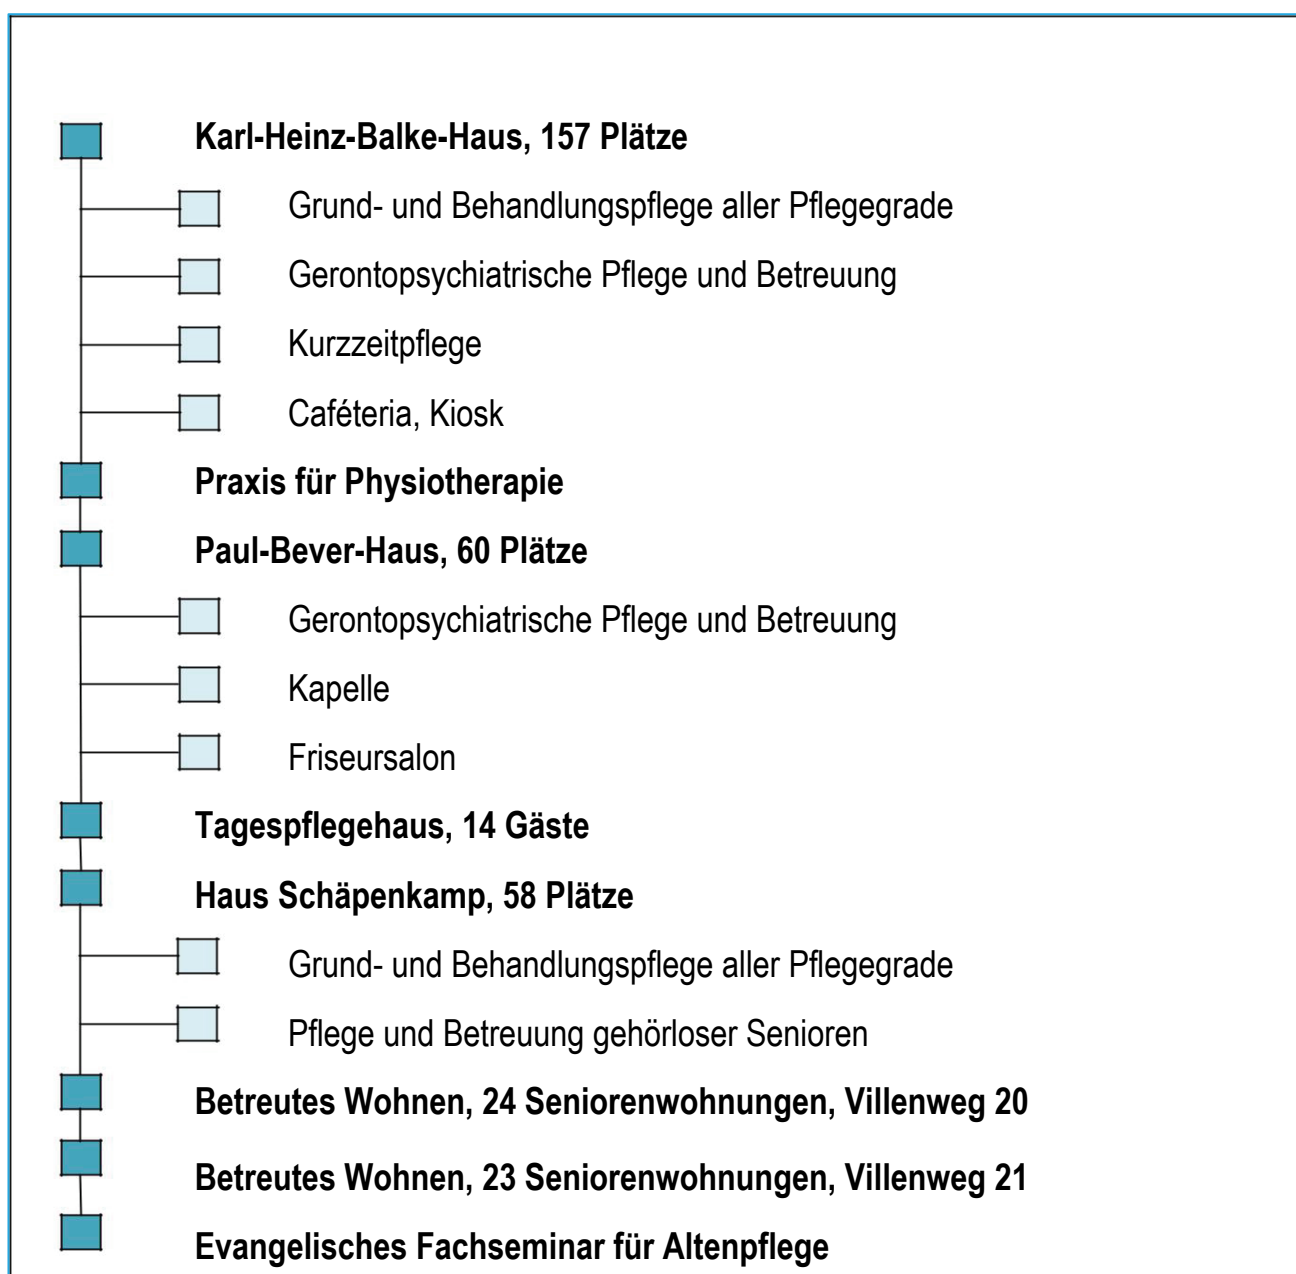 Karl-Heinz-Balke-Haus, 157 Plätze
Grund- und Behandlungspflege aller Pflegegrade
Gerontopsychiatrische Pflege und Betreuung
Kurzzeitpflege
Caféteria, Kiosk
Praxis für Physiotherapie
Paul-Bever-Haus, 60 Plätze
Gerontopsychiatrische Pflege und Betreuung
Kapelle
Friseursalon
Tagespflegehaus, 14 Gäste
Haus Schäpenkamp, 58 Plätze
Grund- und Behandlungspflege aller Pflegegrade
Pflege und Betreuung gehörloser Senioren
Betreutes Wohnen, 24 Seniorenwohnungen, Villenweg 20
Betreutes Wohnen, 23 Seniorenwohnungen, Villenweg 21
Evangelisches Fachseminar für Altenpflege